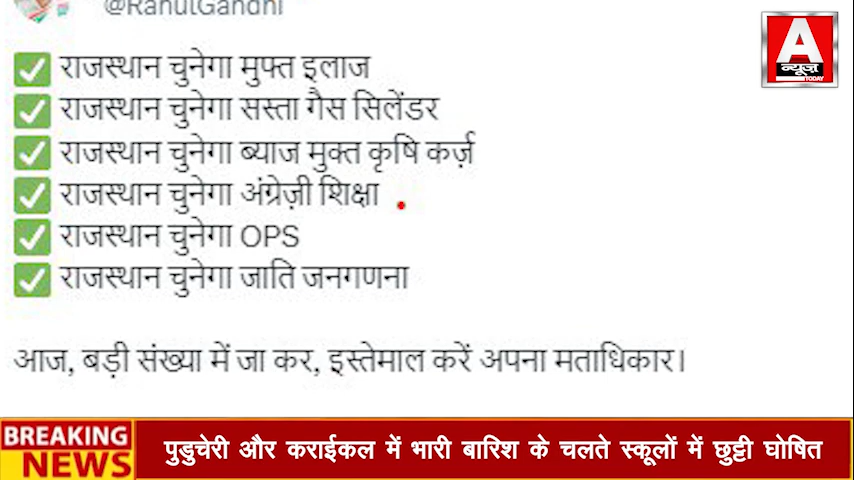 @RahulGandhi
✅ राजस्थान चुनेगा मुफ्त इलाज
✅ राजस्थान चुनेगा सस्ता गैस सिलेंडर
✅ राजस्थान चुनेगा ब्याज मुक्त कृषि कर्ज़
✅ राजस्थान चुनेगा अंग्रेज़ी शिक्षा
✅ राजस्थान चुनेगा OPS
✅ राजस्थान चुनेगा जाति जनगणना
आज, बड़ी संख्या में जा कर, इस्तेमाल करें अपना मताधिकार।
A
न्यूज़
TODAY
BREAKING
NEWS
पुडुचेरी और कराईकल में भारी बारिश के चलते स्कूलों में छुट्टी घोषित